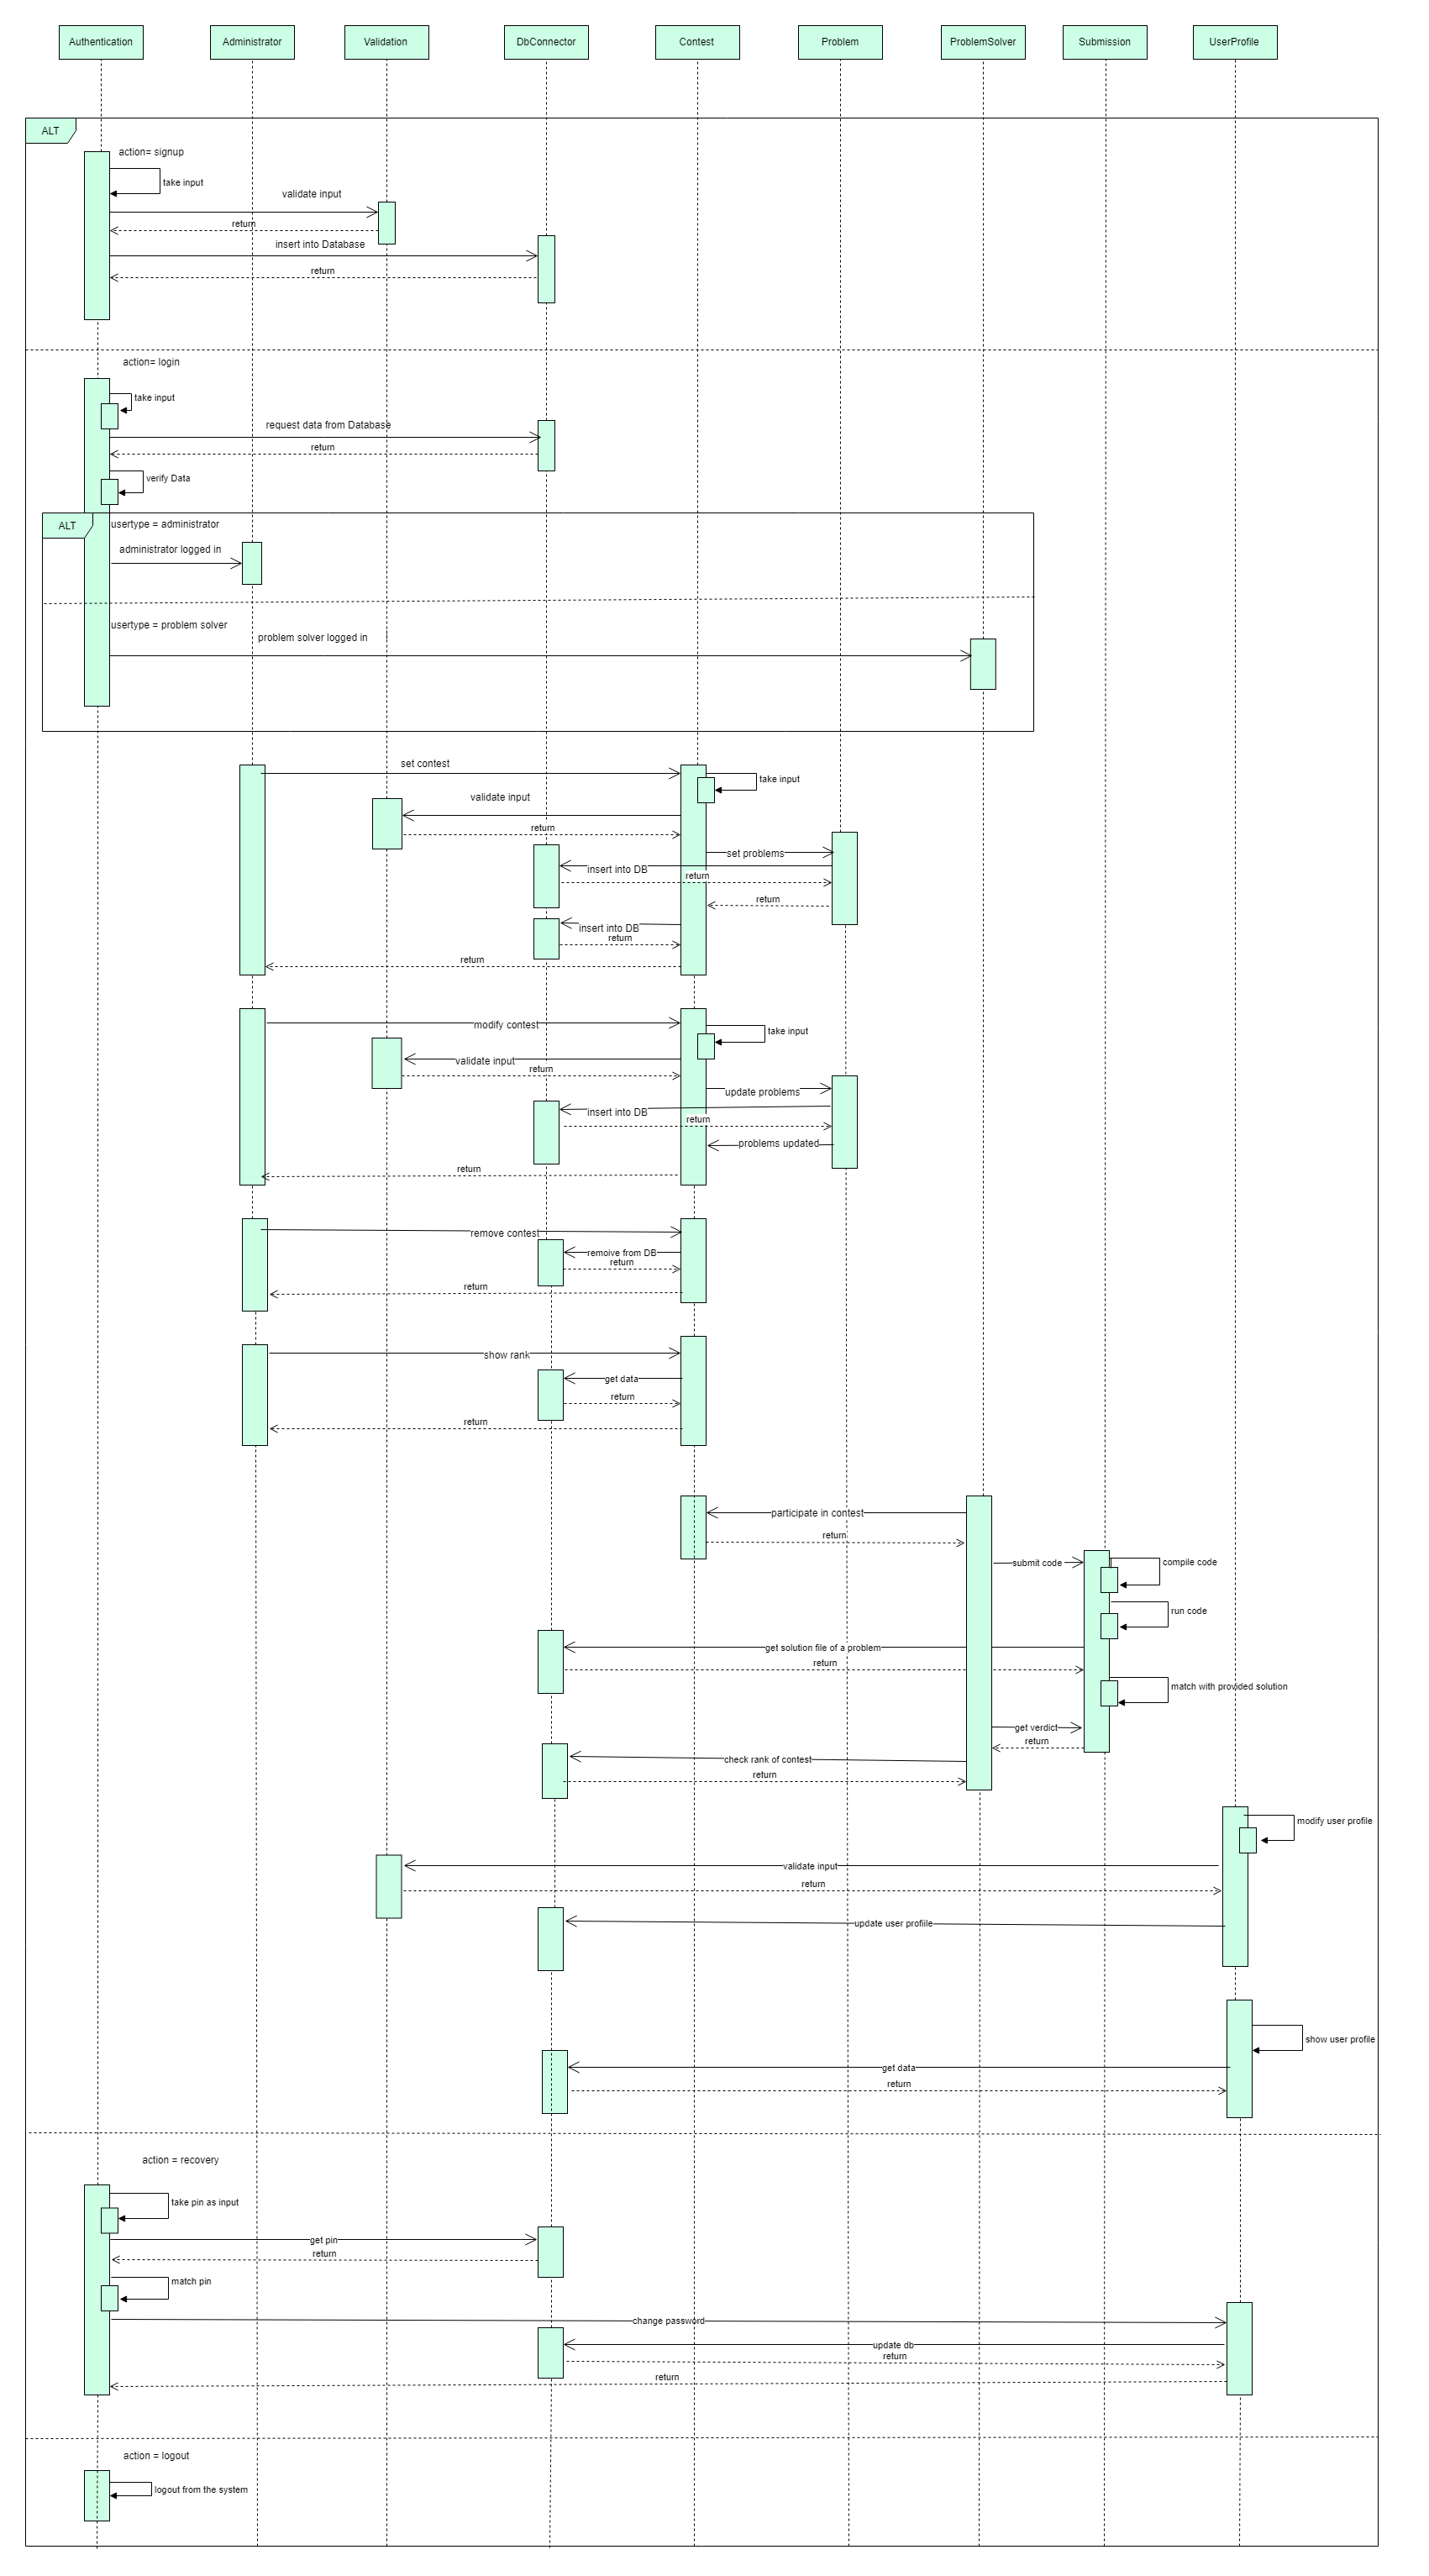 Authentication
Administrator
Validation
DbConnector
Contest
Problem
ProblemSolver
Submission
UserProfile
ALT
action= signup
take input
validate input
return
insert into Database
return
action= login
take input
request data from Database
return
verify Data
ALT
usertype = administrator
administrator logged in
usertype = problem solver
problem solver logged in
set contest
take input
validate input
return
set problems
insert into DB
return
return
insert into DB
return
return
modify contest
take input
validate input
return
update problems
insert into DB
return
problems updated
return
remove contest
remoive from DB
return
return
show rank
get data
return
return
participate in contest
return
submit code
compile code
run code
get solution file of a problem
return
match with provided solution
get verdict
return
check rank of contest
return
modify user profile
validate input
return
update user profiile
show user profile
get data
return
action = recovery
take pin as input
get pin
return
match pin
change password
update db
return
return
action = logout
logout from the system